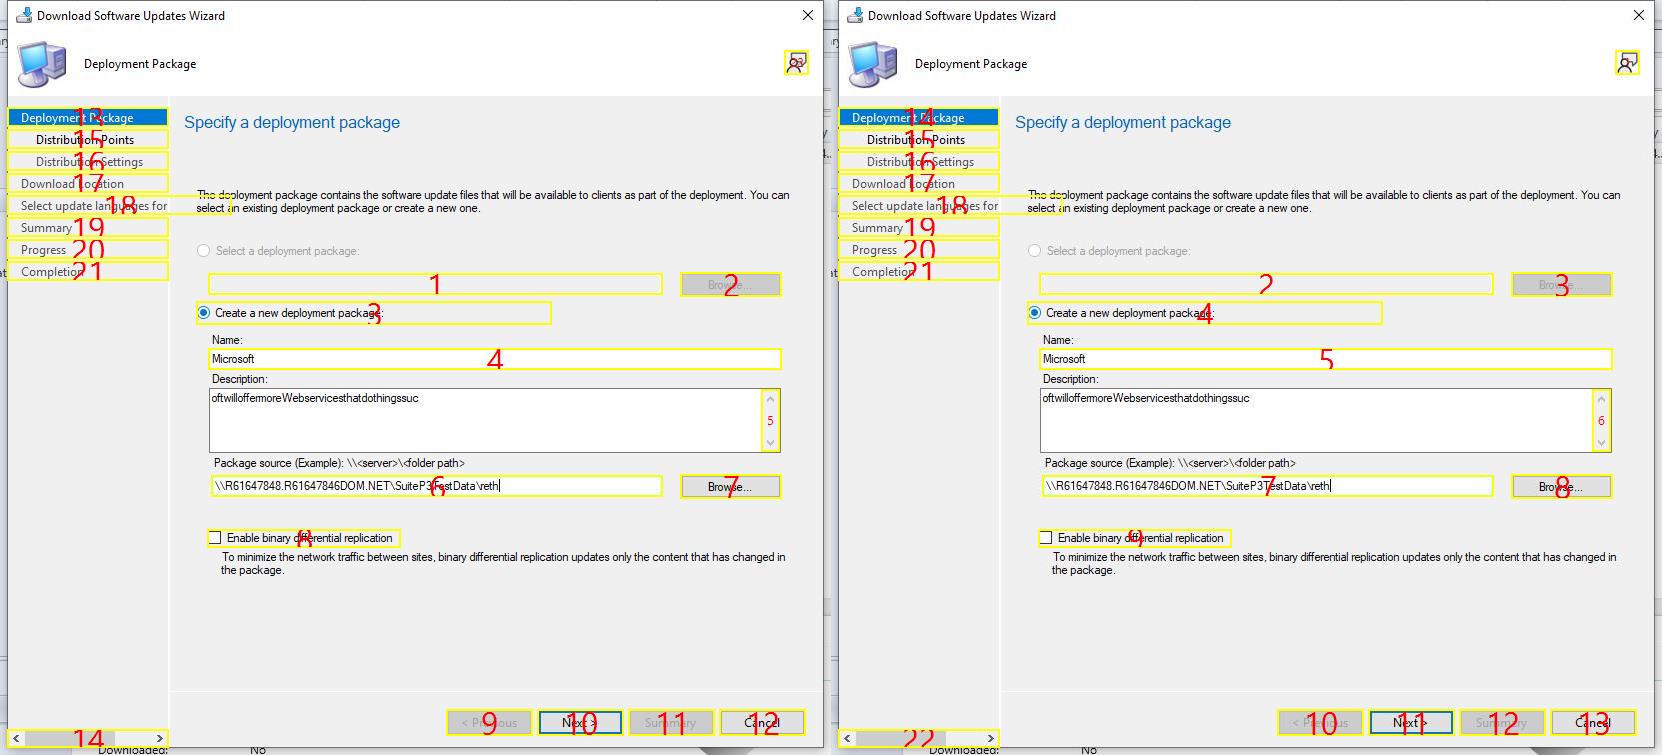 Download Software Updates Wizard
Deployment Package
13
Deployment Package
15
Distribution Points
16
Distribution Settings
17
Download Location
18
Select update languages for
19
Summary
20
Progress
21
Completion
14
Specify a deployment package
The deployment package contains the software update files that will be available to clients as part of the deployment. You can
select an existing deployment package or create a new one.
Select a deployment package:
1
2
Browse...
3
Create a new deployment package:
Name:
4
Microsoft
Description:
oftwilloffermoreWebservicesthatdothingssuc
5
Package source (Example): \\<server>\<folder path>
6
\\R61647848.R61647846DOM.NET\SuiteP3TestData\reth
7
Browse...
8
Enable binary differential replication
To minimize the network traffic between sites, binary differential replication updates only the content that has changed in
the package.
9
< Previous
10
Next >
11
Summary
12
Cancel
Downloaded:
No
Download Software Updates Wizard
Deployment Package
14
Deployment Package
15
Distribution Points
16
Distribution Settings
17
Download Location
18
Select update languages for
19
Summary
20
Progress
21
Completion
22
Specify a deployment package
The deployment package contains the software update files that will be available to clients as part of the deployment. You can
select an existing deployment package or create a new one.
Select a deployment package:
2
3
Browse...
4
Create a new deployment package:
Name:
5
Microsoft
Description:
oftwilloffermoreWebservicesthatdothingssuc
6
Package source (Example): \\<server>\<folder path>
7
\\R61647848.R61647846DOM.NET\SuiteP3TestData\reth
8
Browse...
9
Enable binary differential replication
To minimize the network traffic between sites, binary differential replication updates only the content that has changed in
the package.
10
< Previous
11
Next >
12
Summary
13
Cancel
Downloaded:
No